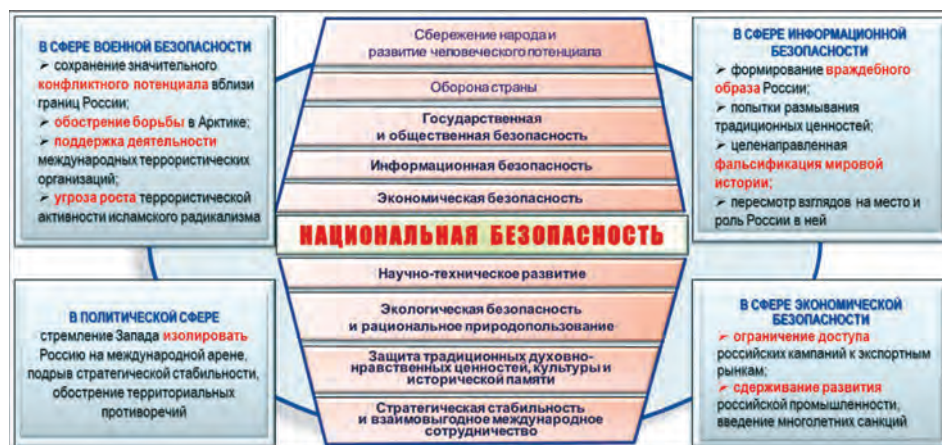 В СФЕРЕ ВОЕННОЙ БЕЗОПАСНОСТИ
➢ сохранение значительного
конфликтного потенциала вблизи
границ России;
➢ обострение борьбы в Арктике;
➢ поддержка деятельности
международных террористических
организаций;
➢ угроза роста террористической
активности исламского радикализма
Сбережение народа и
развитие человеческого потенциала
Оборона страны
Государственная
и общественная безопасность
Информационная безопасность
Экономическая безопасность
В СФЕРЕ ИНФОРМАЦИОННОЙ
БЕЗОПАСНОСТИ
➢ формирование враждебного
образа России;
➢ попытки размывания
традиционных ценностей;
➢ целенаправленная
фальсификация мировой
истории;
➢ пересмотр взглядов на место и
роль России в ней
НАЦИОНАЛЬНАЯ БЕЗОПАСНОСТЬ
В ПОЛИТИЧЕСКОЙ СФЕРЕ
стремление Запада изолировать
Россию на международной арене,
подрыв стратегической стабильности,
обострение территориальных
противоречий
Научно-техническое развитие
Экологическая безопасность
и рациональное природопользование
Защита традиционных духовно-
нравственных ценностей, культуры и
исторической памяти
Стратегическая стабильность
и взаимовыгодное международное
сотрудничество
В СФЕРЕ ЭКОНОМИЧЕСКОЙ
БЕЗОПАСНОСТИ
➢ ограничение доступа
российских кампаний к экспортным
рынкам;
➢ сдерживание развития
российской промышленности,
введение многолетних санкций